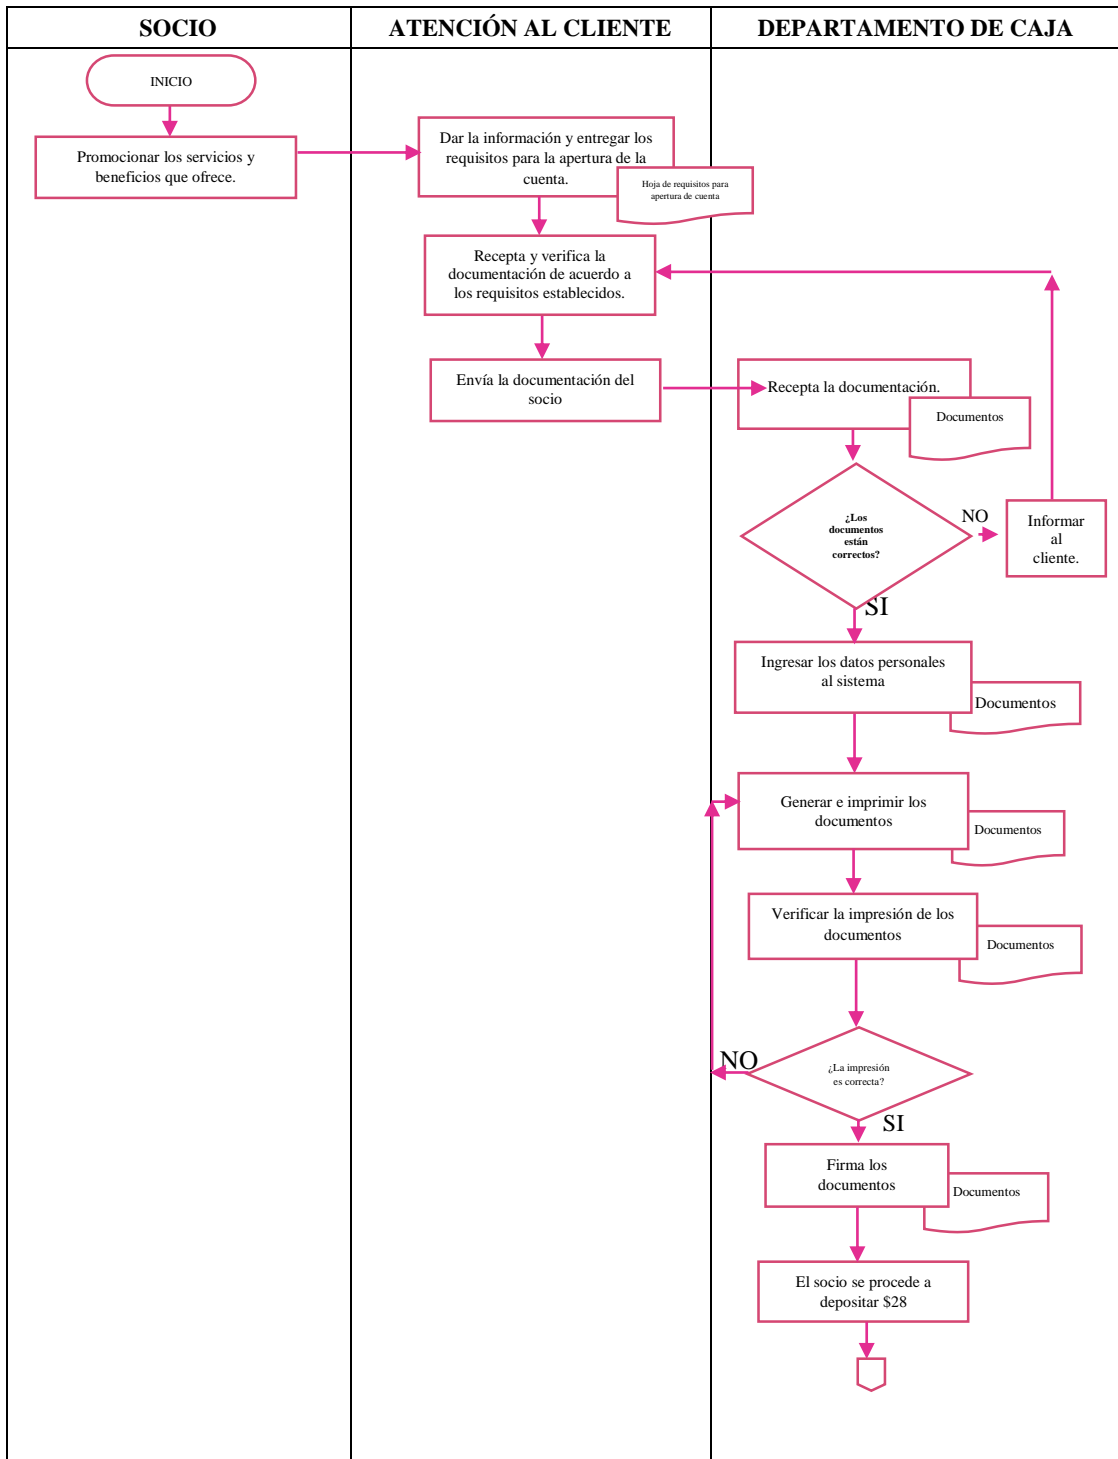 SOCIO
ATENCIÓN AL CLIENTE
DEPARTAMENTO DE CAJA
INICIO
Promocionar los servicios y
beneficios que ofrece.
Dar la información y entregar los
requisitos para la apertura de la
cuenta.
Hoja de requisitos para
apertura de cuenta
Recepta y verifica la
documentación de acuerdo a
los requisitos establecidos.
Envía la documentación del
socio
Recepta la documentación.
Documentos
¿Los
documentos
están
correctos?
NO
Informar
al
cliente.
SI
Ingresar los datos personales
al sistema
Documentos
Generar e imprimir los
documentos
Documentos
Verificar la impresión de los
documentos
Documentos
¿La impresión
es correcta?
NO
SI
Firma los
documentos
Documentos
El socio se procede a
depositar $28